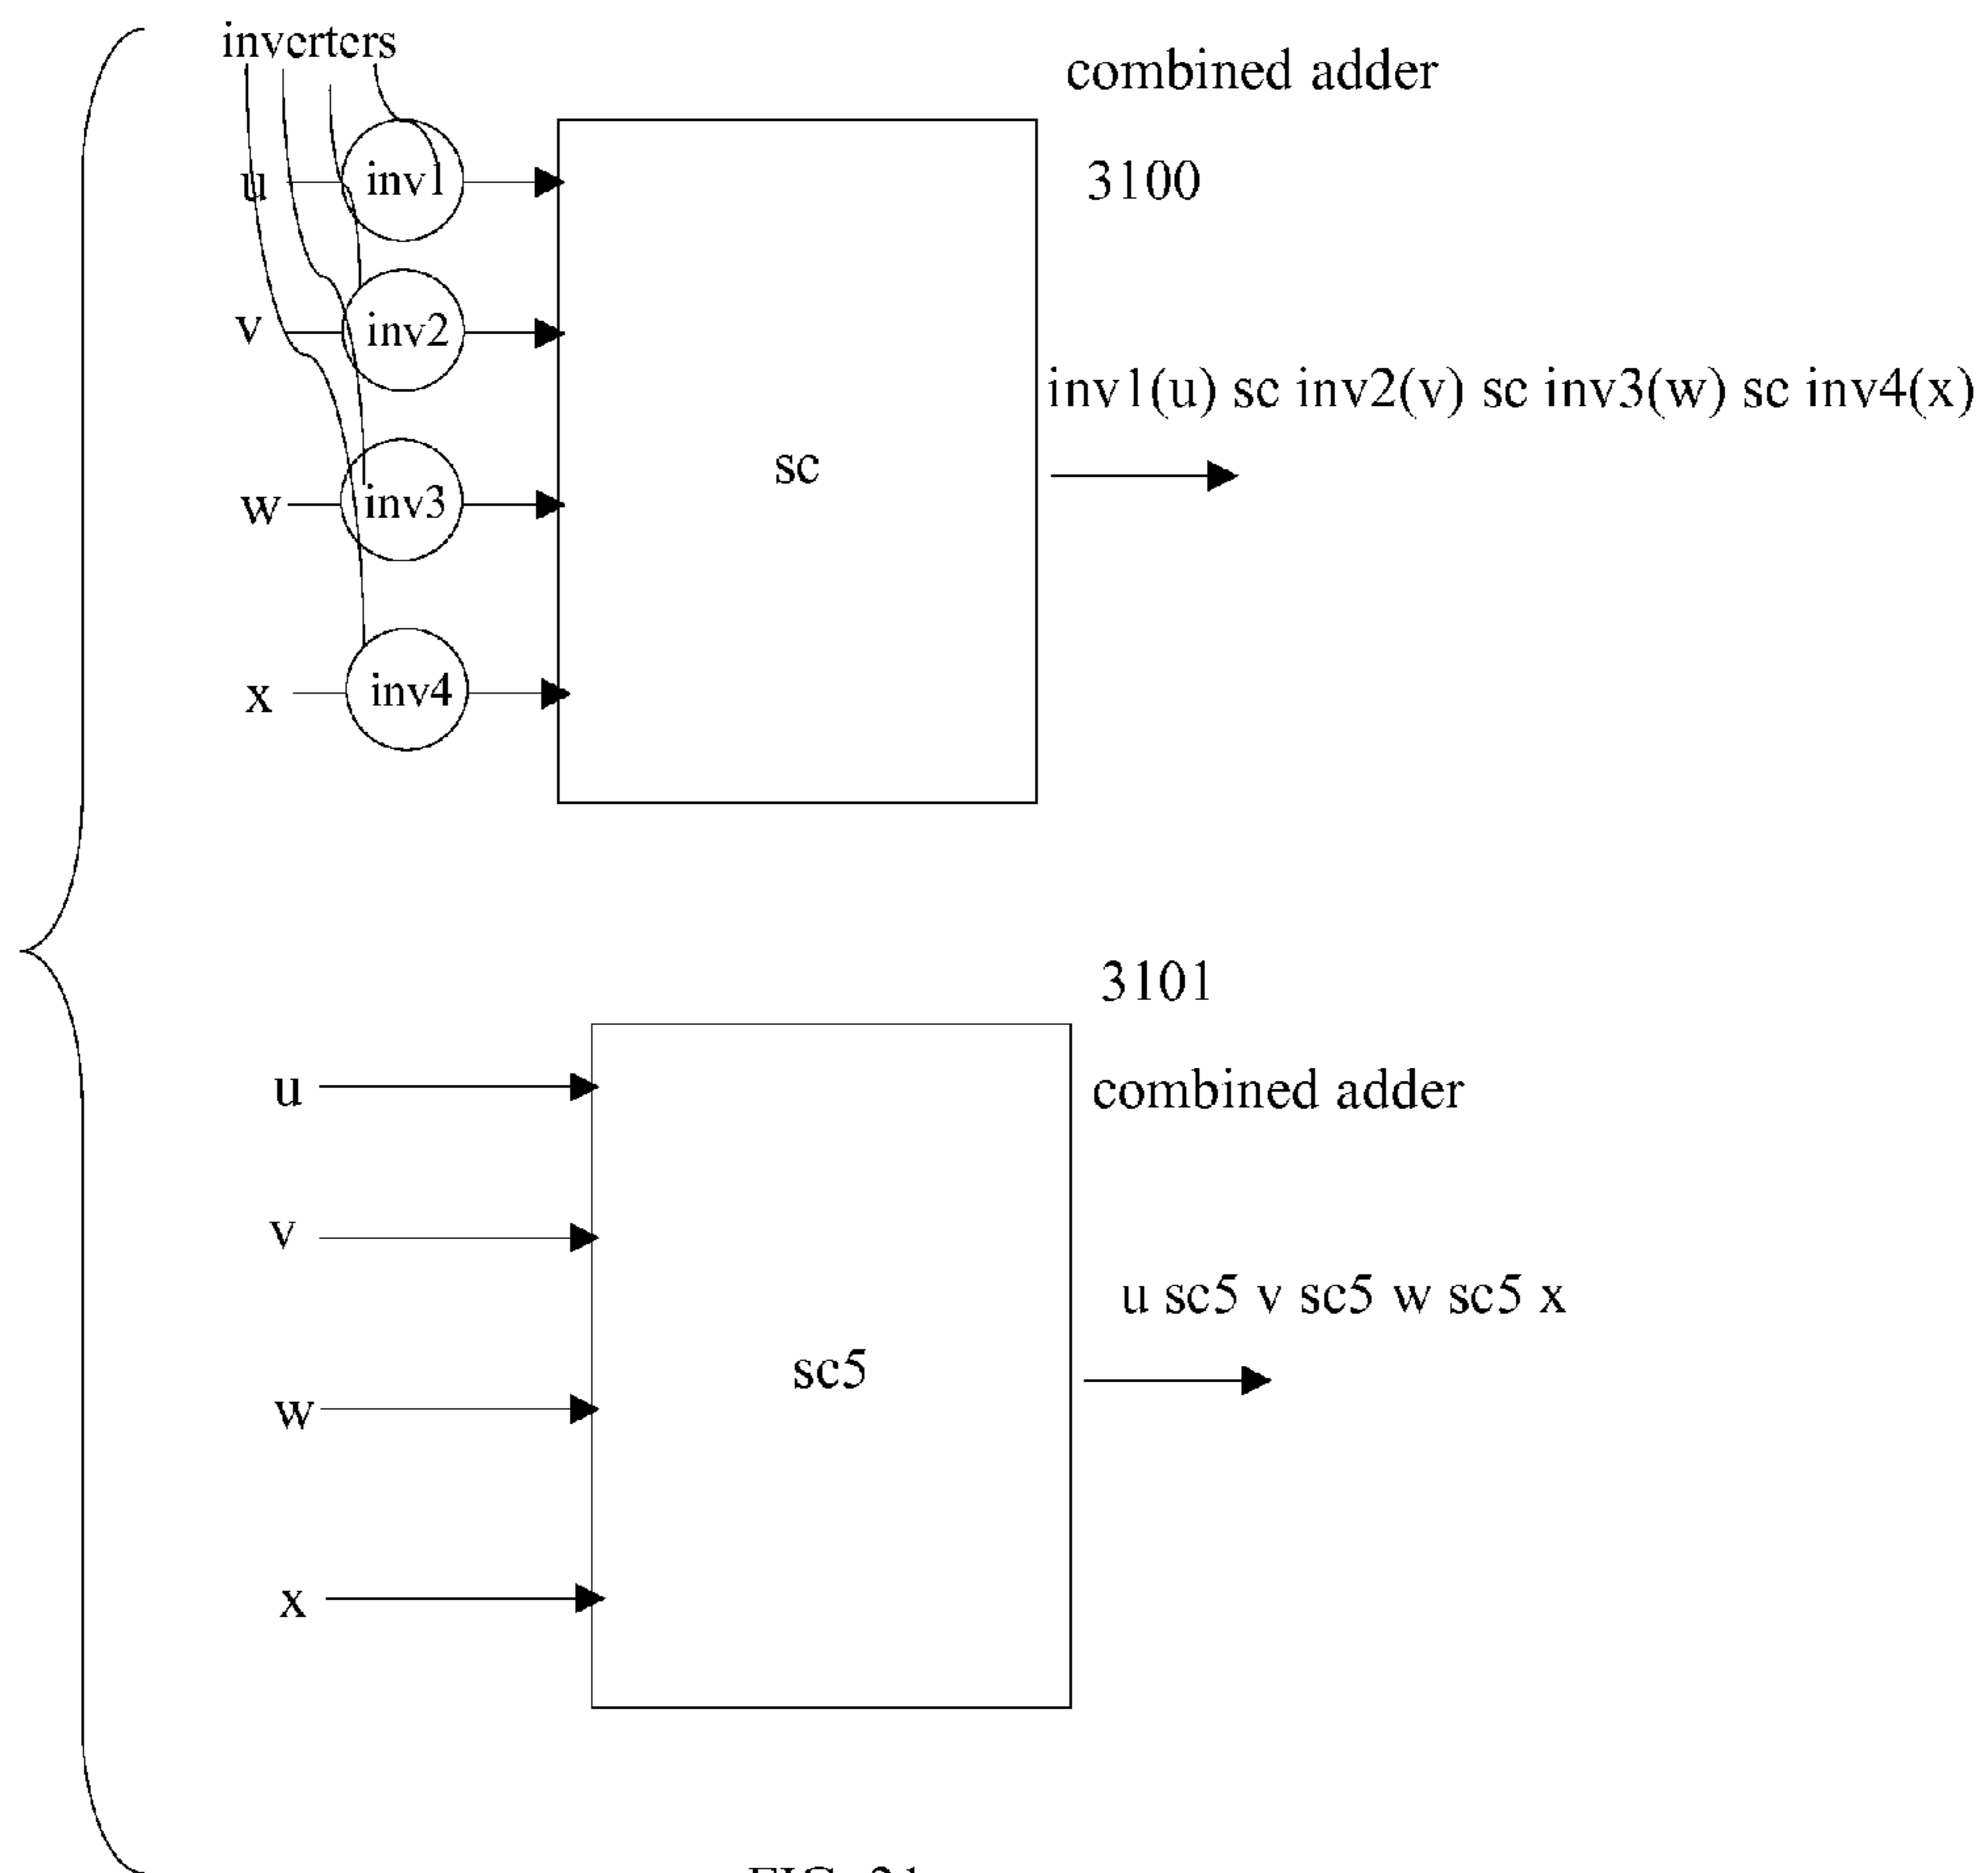 inverters
combined adder
3100
u
inv1
v
inv2
inv1(u) sc inv2(v) sc inv3(w) sc inv4(x)
sc
w
inv3
x
inv4
3101
u
combined adder
v
u sc5 v sc5 w sc5 x
sc5
w
x